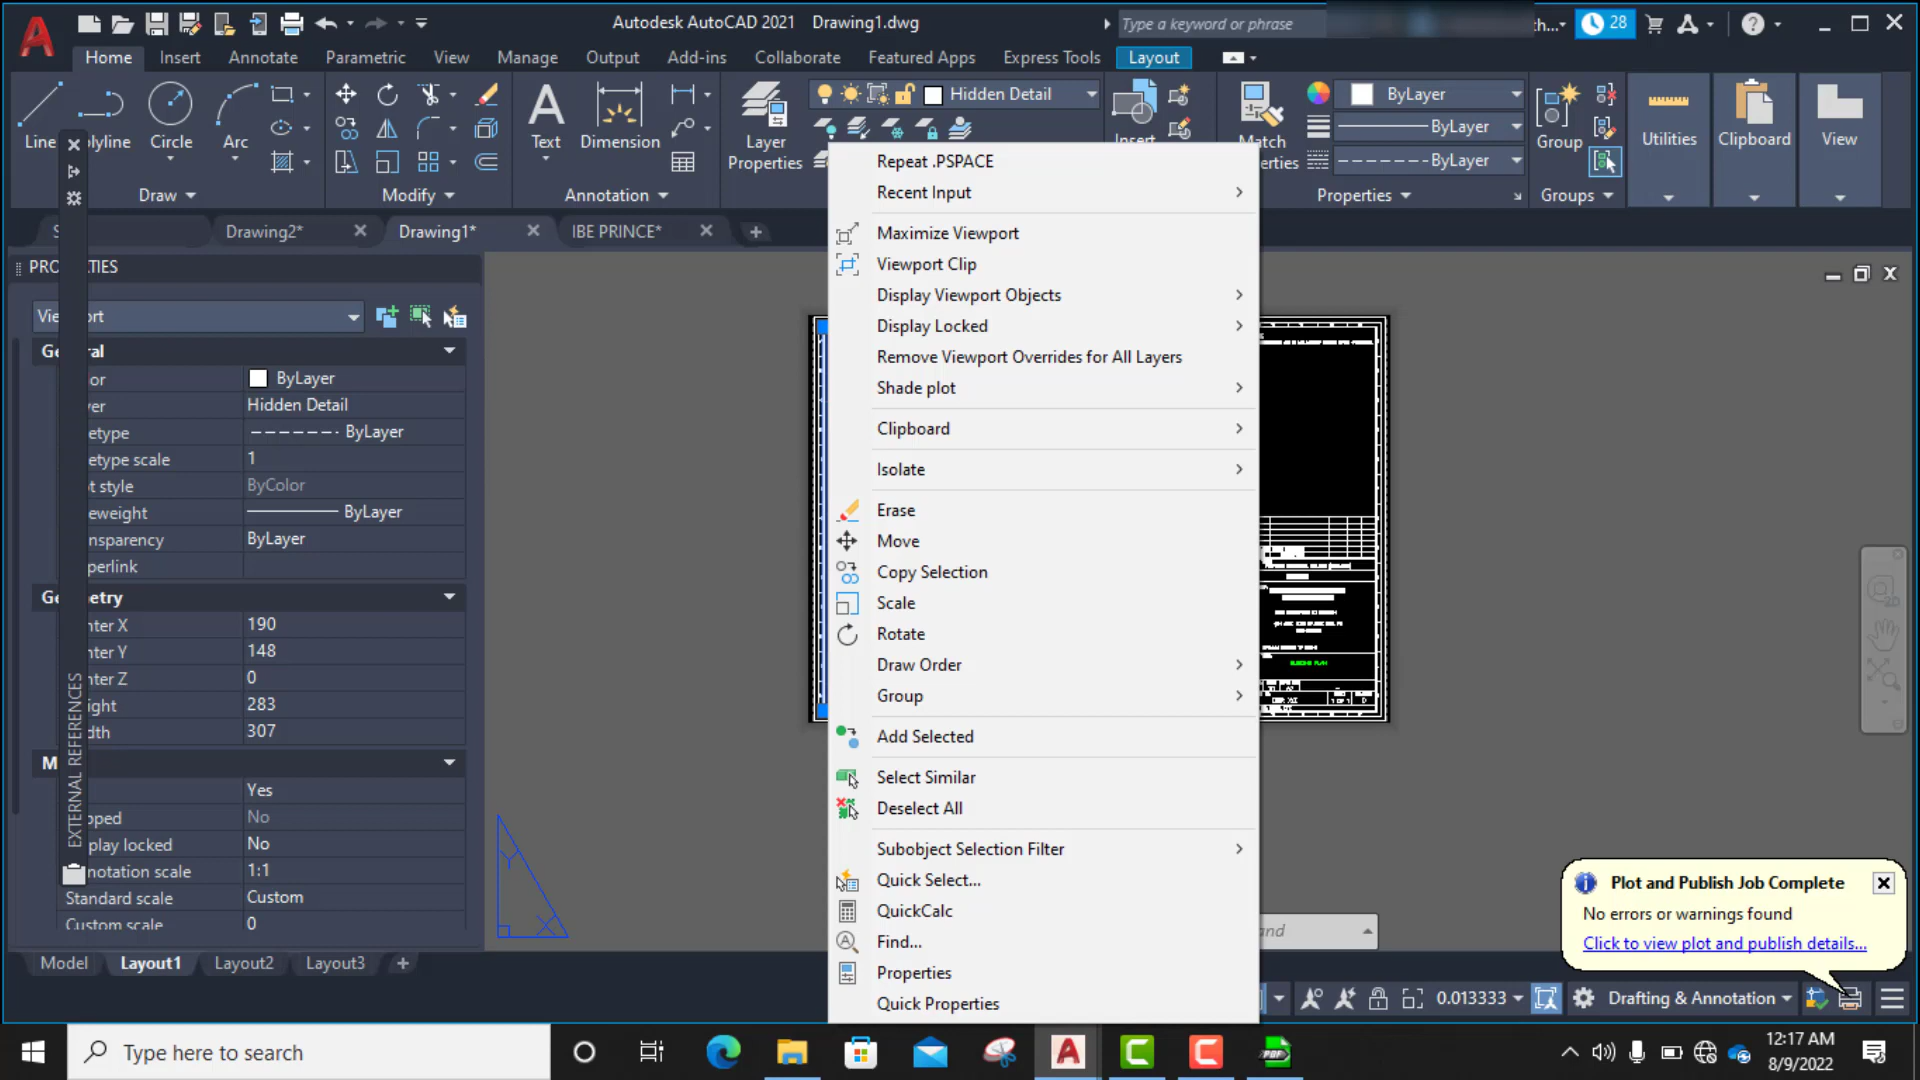 Autodesk AutoCAD 2021 Drawing1.dwg
Type a keyword or phrase
th...
28
Home Insert Annotate Parametric View Manage Output Add-ins Collaborate Featured Apps Express Tools Layout
Line
Circle
Arc
Text
Dimension
Layer
Properties
Hidden Detail
Insert
Match
ByLayer
ByLayer
ByLayer
Group
Utilities
Clipboard
View
Draw
Modify
Annotation
Properties
Groups
Drawing2*
Drawing1*
IBE PRINCE*
EXTERNAL REFERENCES
ByLayer
Hidden Detail
ByLayer
etype scale 1
ByColor
ByLayer
ByLayer
190
148
0
283
307
Yes
No
No
1:1
Standard scale Custom
Custom scale 0
Repeat .PSPACE
Recent Input
Maximize Viewport
Viewport Clip
Display Viewport Objects
Display Locked
Remove Viewport Overrides for All Layers
Shade plot
Clipboard
Isolate
Erase
Move
Copy Selection
Scale
Rotate
Draw Order
Group
Add Selected
Select Similar
Deselect All
Subobject Selection Filter
Quick Select...
QuickCalc
Find...
Properties
Quick Properties
Y
X
Plot and Publish Job Complete
No errors or warnings found
Click to view plot and publish details...
Model Layout1 Layout2 Layout3
0.013333
Drafting & Annotation
Type here to search
12:17 AM
8/9/2022